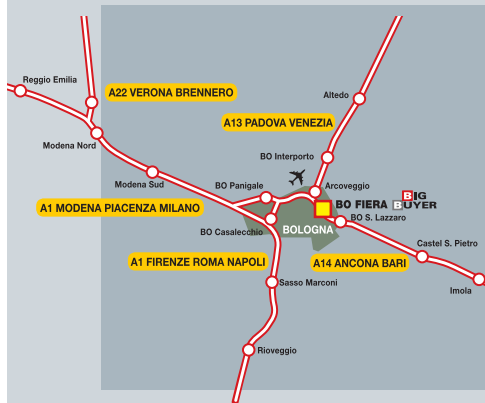 Reggio Emilia
A22 VERONA BRENNERO
Altedo
A13 PADOVA VENEZIA
Modena Nord
BO Interporto
Modena Sud
BO Panigale
Arcoveggio
A1 MODENA PIACENZA MILANO
BO FIERA BIG BUYER
BO S. Lazzaro
BO Casalecchio
BOLOGNA
Castel S. Pietro
A1 FIRENZE ROMA NAPOLI
A14 ANCONA BARI
Sasso Marconi
Imola
Rioveggio